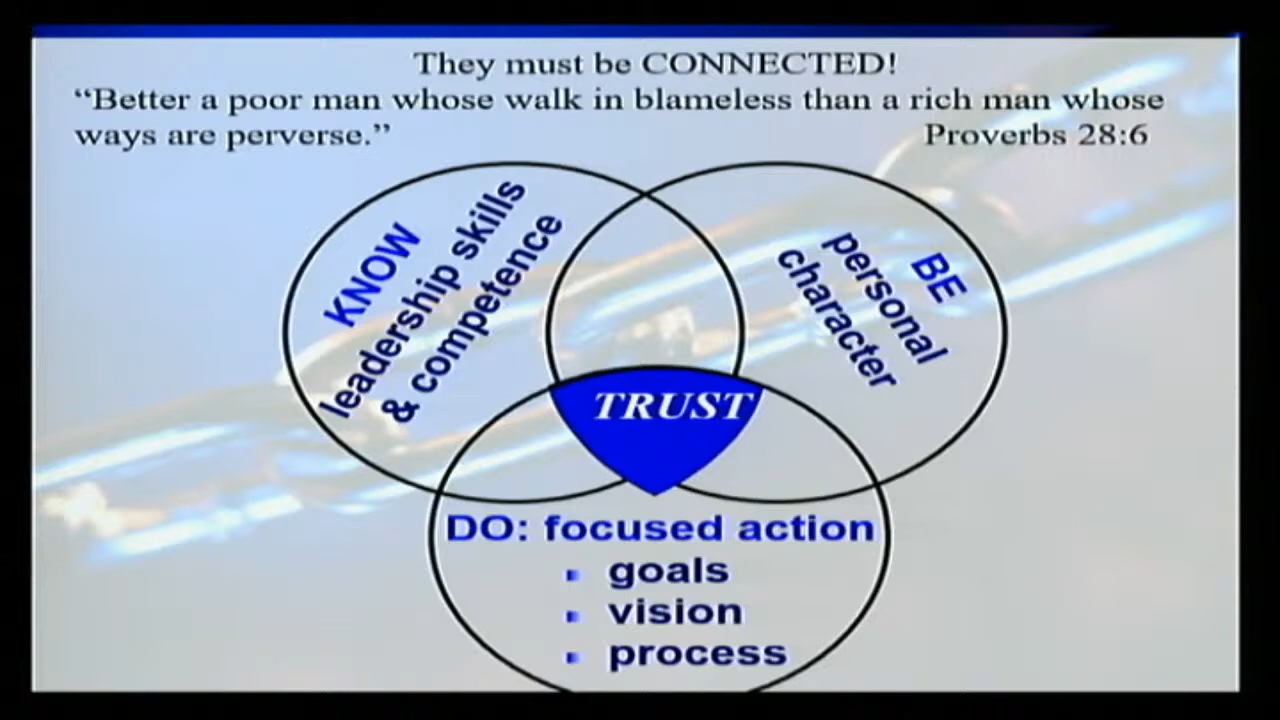 They must be CONNECTED!
“Better a poor man whose walk in blameless than a rich man whose
ways are perverse.” Proverbs 28:6
KNOW
leadership skills
& competence
BE
personal
character
TRUST
DO: focused action
▪ goals
▪ vision
▪ process